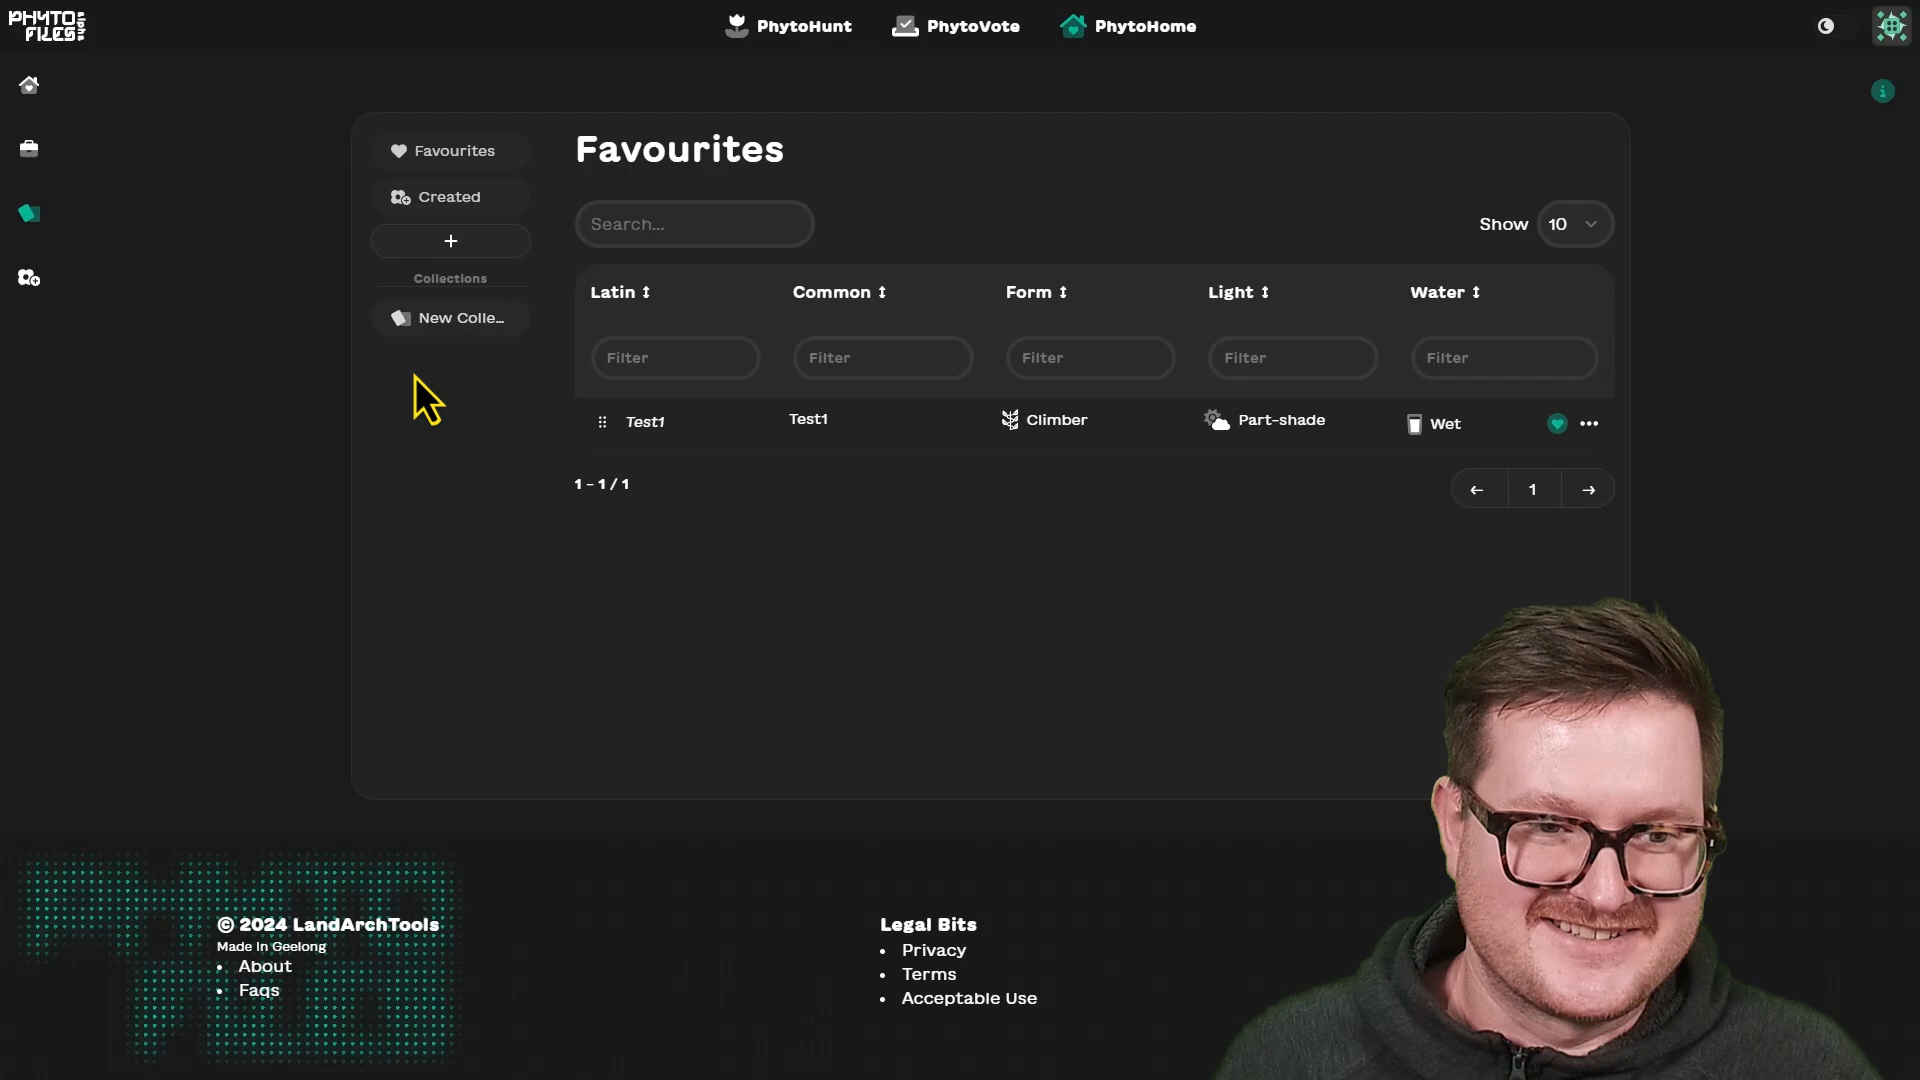 PHYTO FILES alpha
PhytoHunt
PhytoVote
PhytoHome
Favourites
Created
+
Collections
New Colle...
Favourites
Search...
Show 10
Latin Common Form Light Water
Filter Filter Filter Filter Filter
Test1 Test1 Climber Part-shade Wet
1 - 1 / 1
← 1 →
© 2024 LandArchTools
Made In Geelong
• About
• Faqs
Legal Bits
• Privacy
• Terms
• Acceptable Use